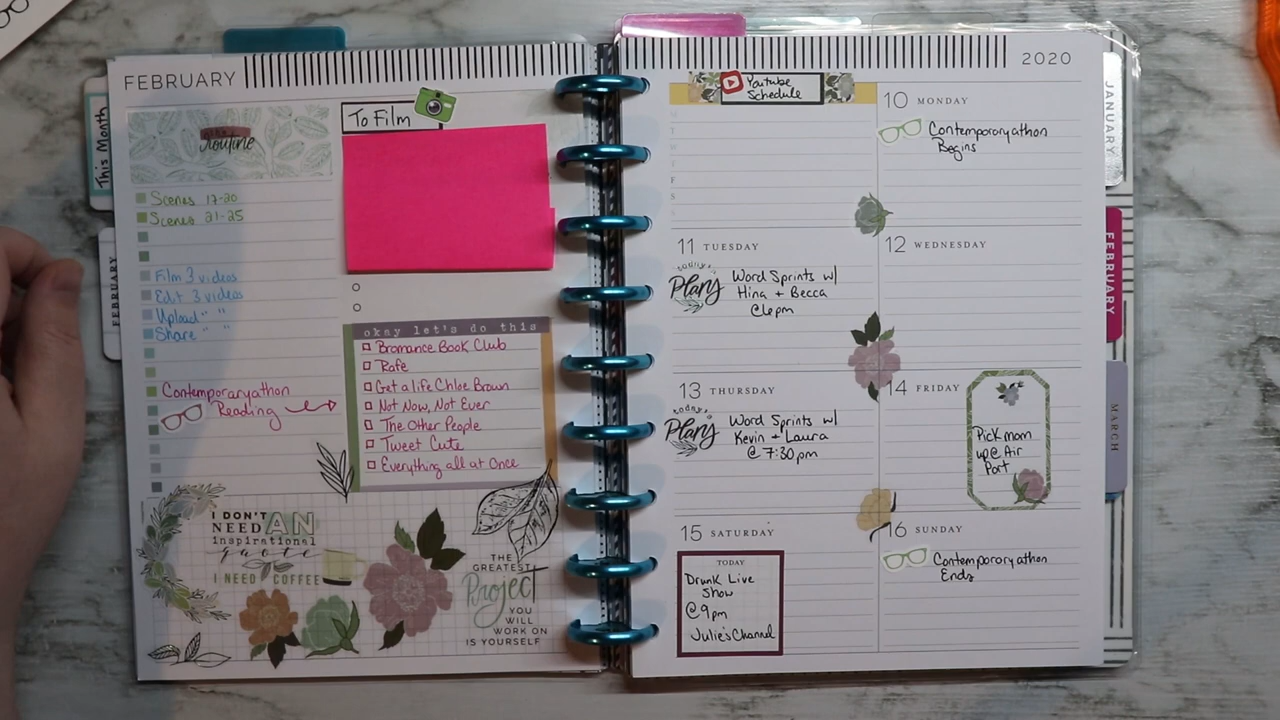 FEBRUARY
This Month
FEBRUARY
routine
To Film
Scenes 17-20
Scenes 21-25
Film 3 videos
Edit 3 videos
Upload " "
Share " "
Contemporaryathon
Reading
okay let's do this
Bromance Book Club
Rafe
Get a life Chloe Brown
Not Now, Not Ever
The Other People
Tweet Cute
Everything all at Once
I DON'T
NEED AN
inspirational
quote
I NEED COFFEE
THE
GREATEST
Project
YOU
WILL
WORK ON
IS YOURSELF
2020
Youtube
Schedule
T
W
F
S
S
10 MONDAY
Contemporaryathon
Begins
11 TUESDAY
today's
Plans
Word Sprints w/
Hina + Becca
@6pm
12 WEDNESDAY
13 THURSDAY
today's
Plans
Word Sprints w/
Kevin + Laura
@ 7:30pm
14 FRIDAY
Pick mom
up @ Air
Port
15 SATURDAY
TODAY
Drunk Live
Show
@9pm
Julie's Channel
16 SUNDAY
Contemporaryathon
Ends
JANUARY
FEBRUARY
MARCH